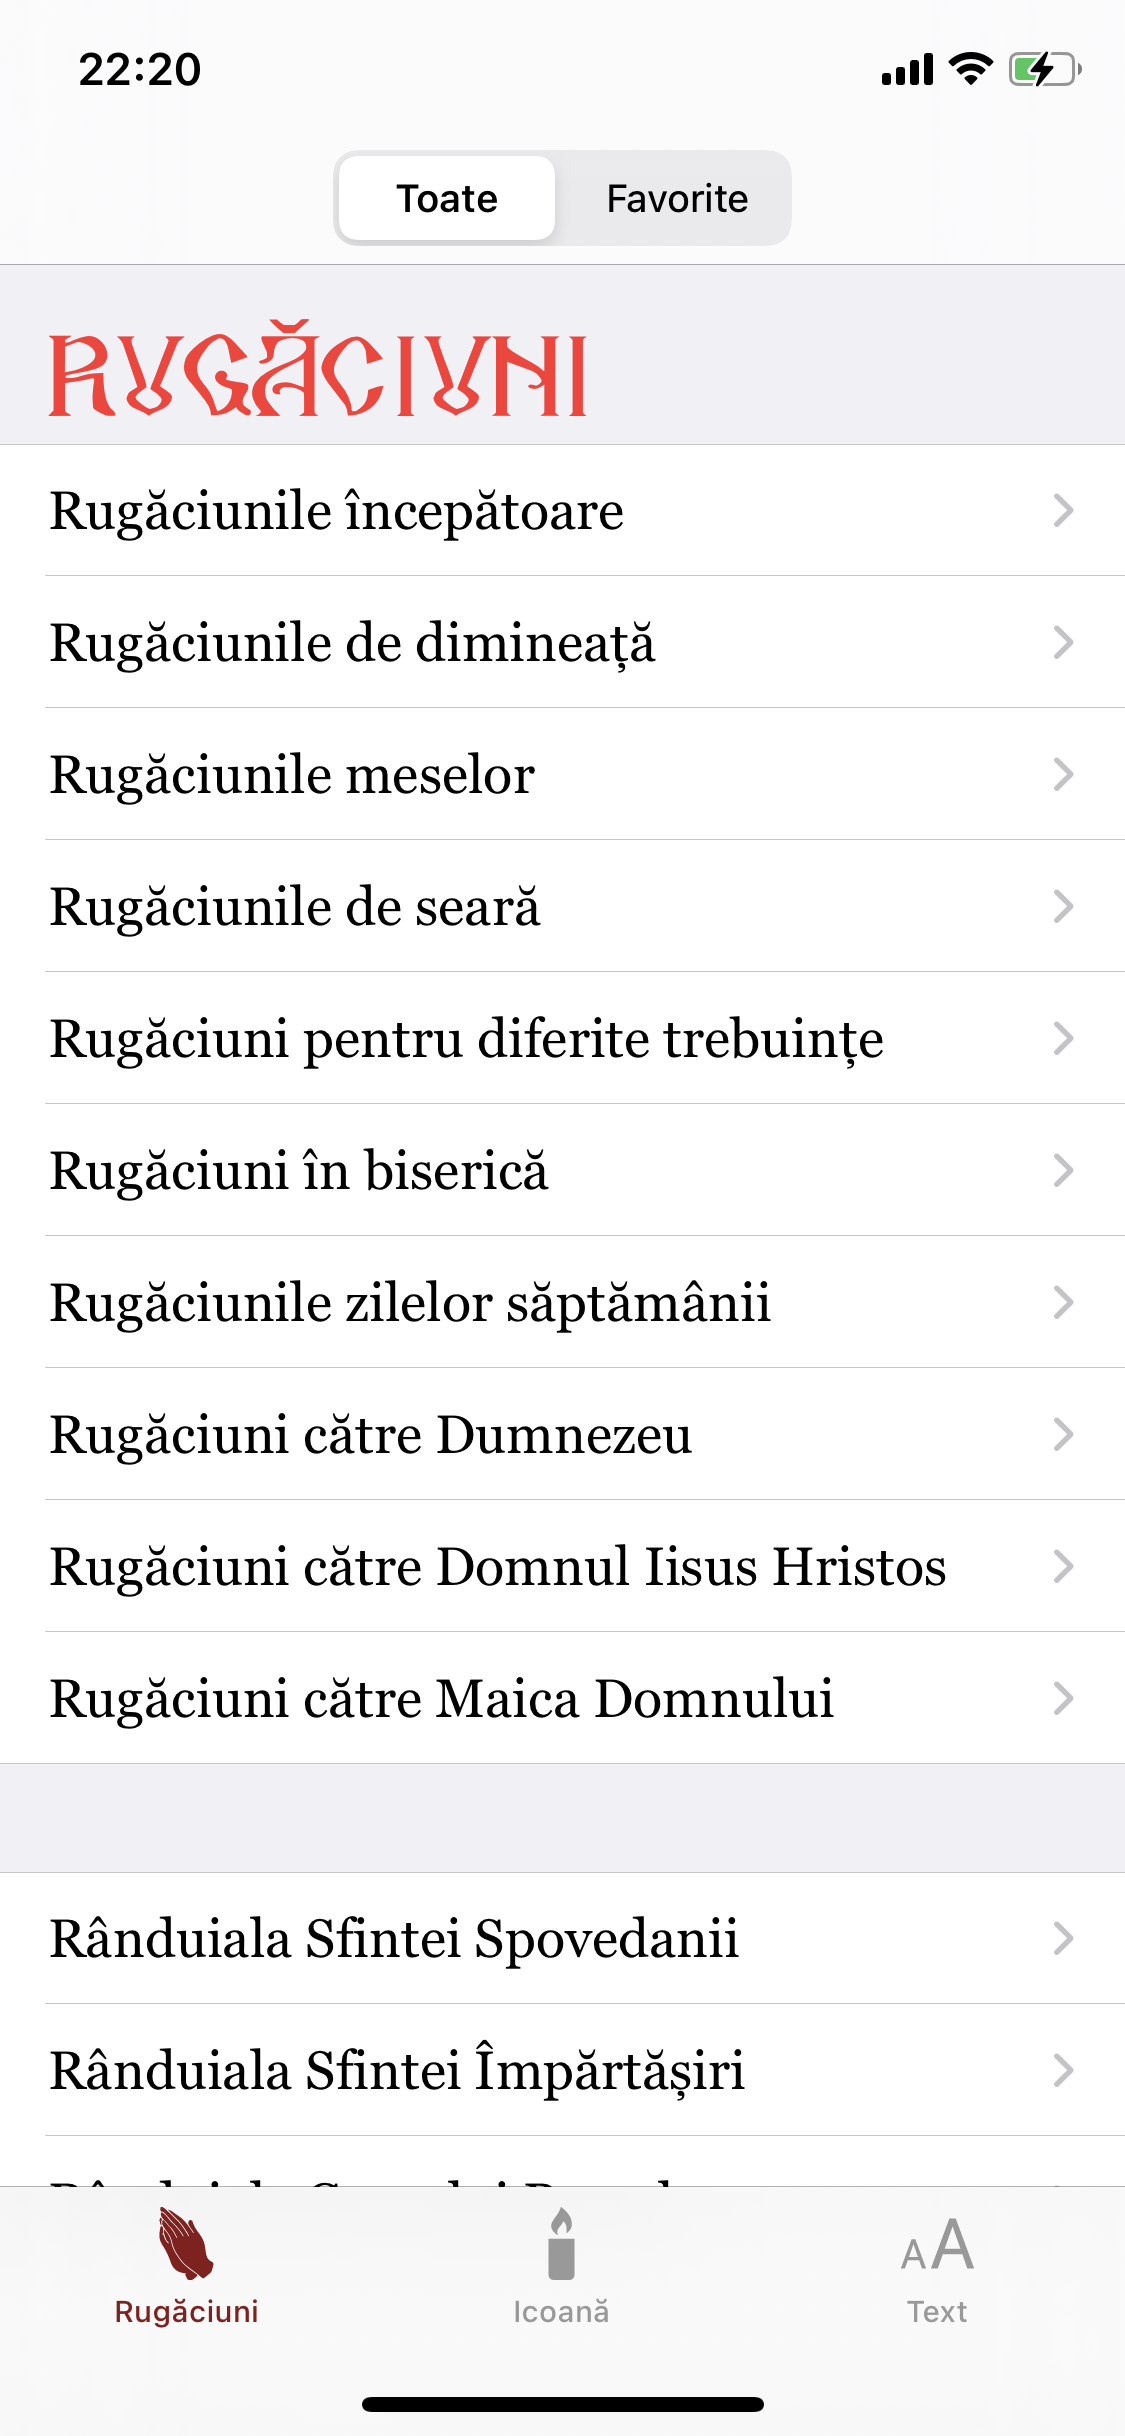 22:20
Toate Favorite
RUGĂCIUNI
Rugăciunile începătoare
Rugăciunile de dimineață
Rugăciunile meselor
Rugăciunile de seară
Rugăciuni pentru diferite trebuințe
Rugăciuni în biserică
Rugăciunile zilelor săptămânii
Rugăciuni către Dumnezeu
Rugăciuni către Domnul Iisus Hristos
Rugăciuni către Maica Domnului
Rânduiala Sfintei Spovedanii
Rânduiala Sfintei Împărtășiri
Rugăciuni Icoană AA Text